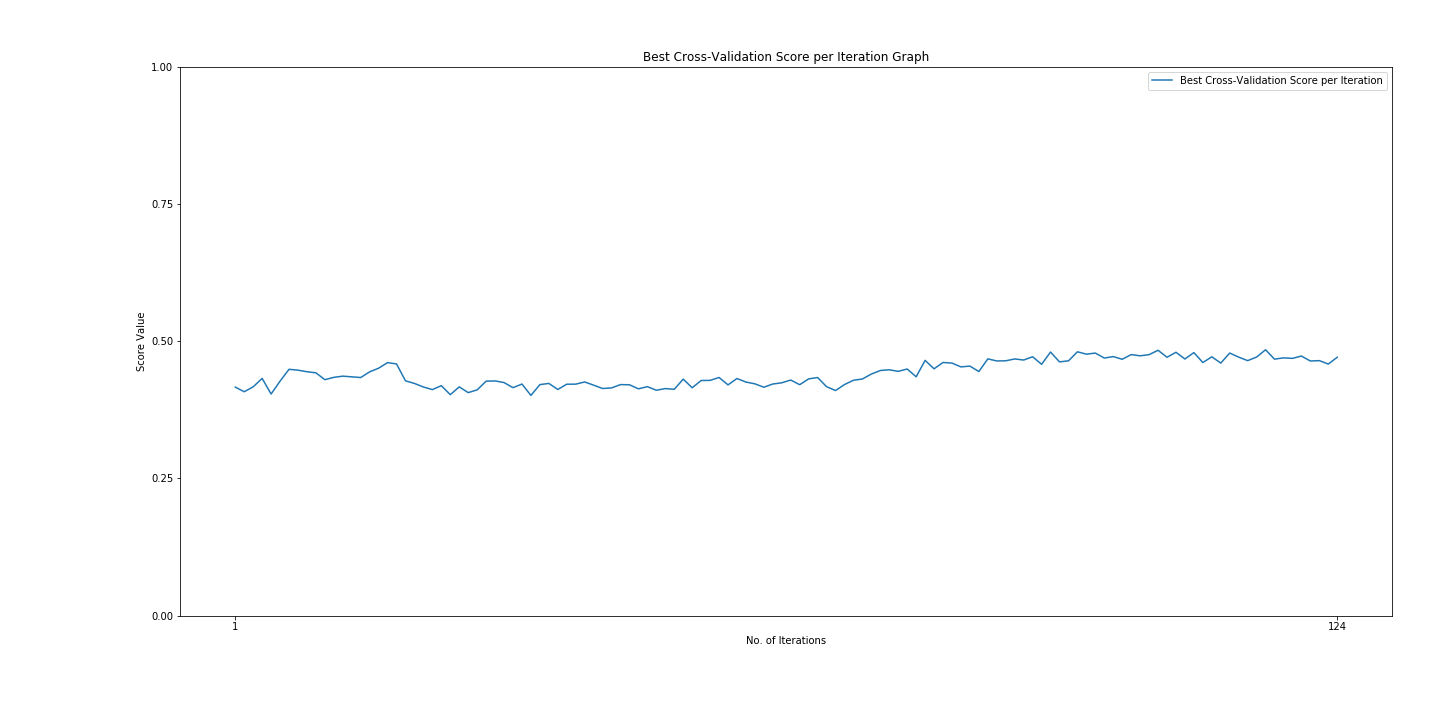 Best Cross-Validation Score per Iteration Graph
1.00
Best Cross-Validation Score per Iteration
0.75
0.50
Score Value
0.25
0.00
1
124
No. of Iterations